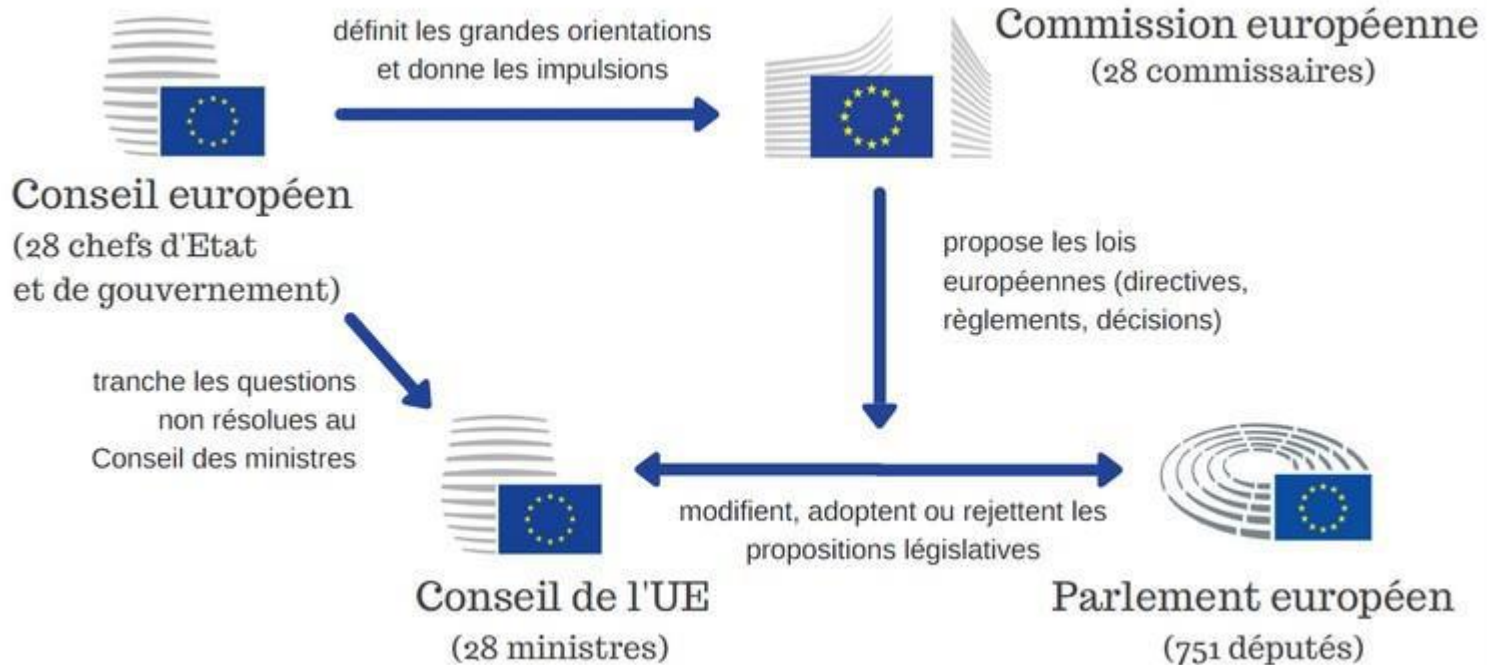 définit les grandes orientations
et donne les impulsions
Commission européenne
(28 commissaires)
Conseil européen
(28 chefs d'Etat
et de gouvernement)
propose les lois
européennes (directives,
règlements, décisions)
tranche les questions
non résolues au
Conseil des ministres
modifient, adoptent ou rejettent les
propositions législatives
Conseil de l'UE
(28 ministres)
Parlement européen
(751 députés)